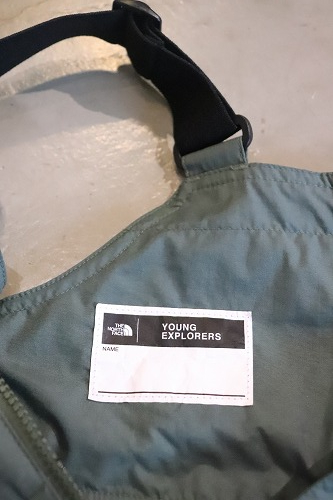 THE
NORTH
FACE
YOUNG
EXPLORERS
NAME